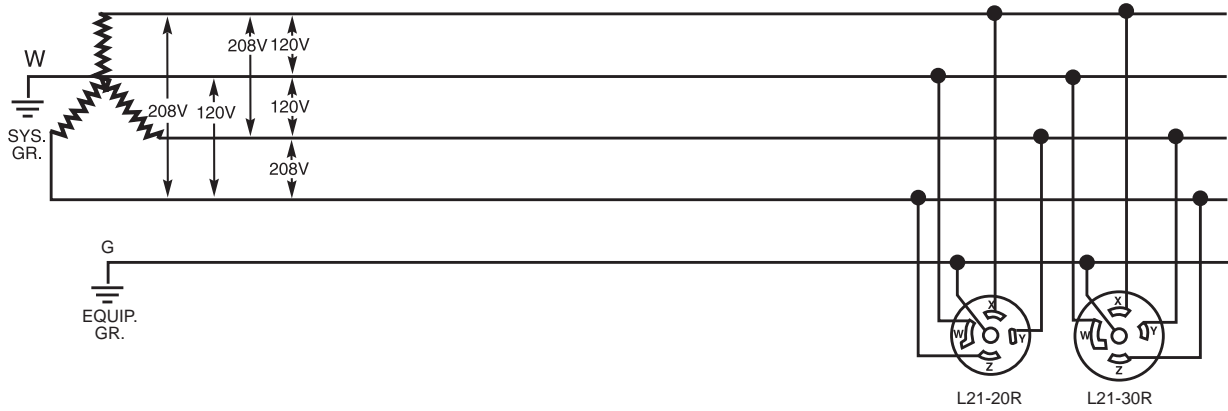 W
SYS.
GR.
208V
120V
208V
120V
120V
208V
G
EQUIP.
GR.
X
W
Y
Z
L21-20R
X
W
Y
Z
L21-30R